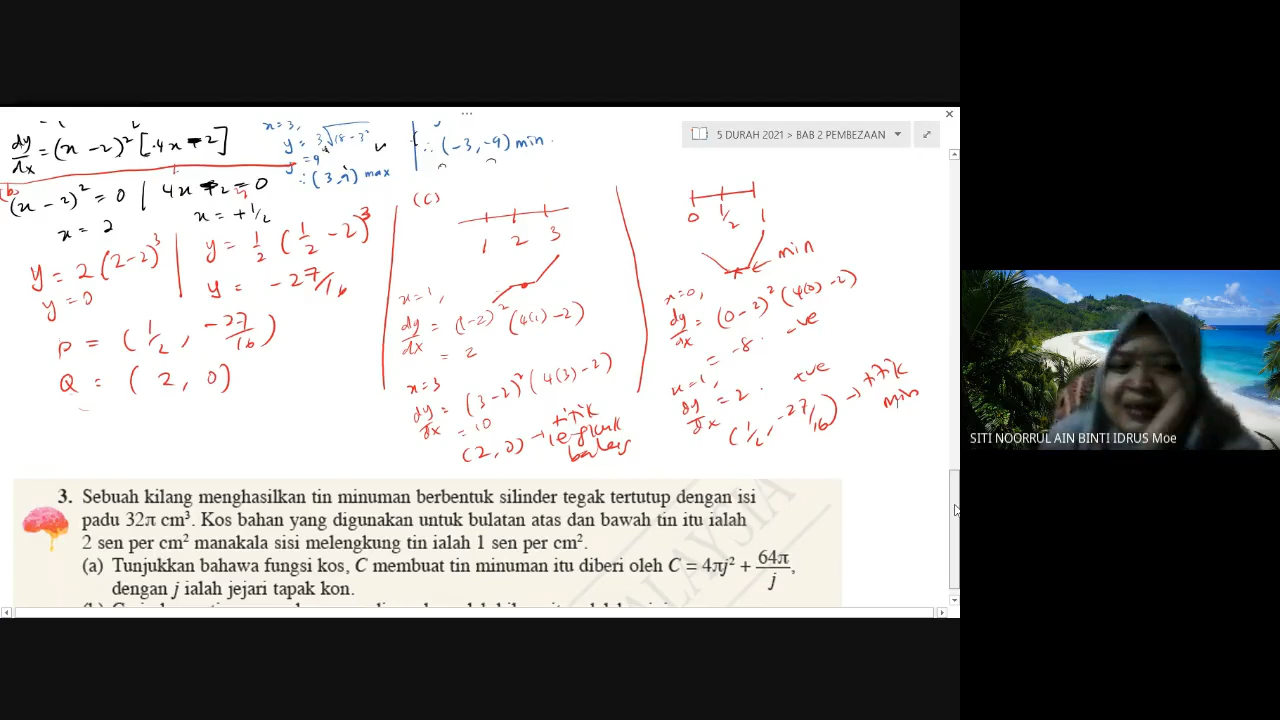 5 DURAH 2021 > BAB 2 PEMBEZAAN
dy/dx = (x - 2)² [4x - 2]
(x - 2)² = 0 | 4x - 2 = 0
x = 2
x = +1/2
y = 2(2-2)³
y = 0
y = 1/2 (1/2 - 2)³
y = -27/16
P = (1/2, -27/16)
Q = (2, 0)
x = 3,
y = 3√18 - 3²
y = 9
∴ (3, 9) max
∴ (-3, -9) min.
(C)
1 2 3
x = 1,
dy/dx = (1-2)² (4(1) - 2)
= 2
x = 3
dy/dx = (3-2)² (4(3) - 2)
= 10
(2, 0) → titik
balas
0 1/2 1
min
x = 0,
dy/dx = (0-2)² (4(0) - 2)
= -8. -ve
x = 1,
dy/dx = 2. +ve
(1/2, -27/16) → titik
min
3. Sebuah kilang menghasilkan tin minuman berbentuk silinder tegak tertutup dengan isi
padu 32π cm³. Kos bahan yang digunakan untuk bulatan atas dan bawah tin itu ialah
2 sen per cm² manakala sisi melengkung tin ialah 1 sen per cm².
(a) Tunjukkan bahawa fungsi kos, C membuat tin minuman itu diberi oleh C = 4πj² + 64π/j,
dengan j ialah jejari tapak kon.
SITI NOORRUL AIN BINTI IDRUS Moe